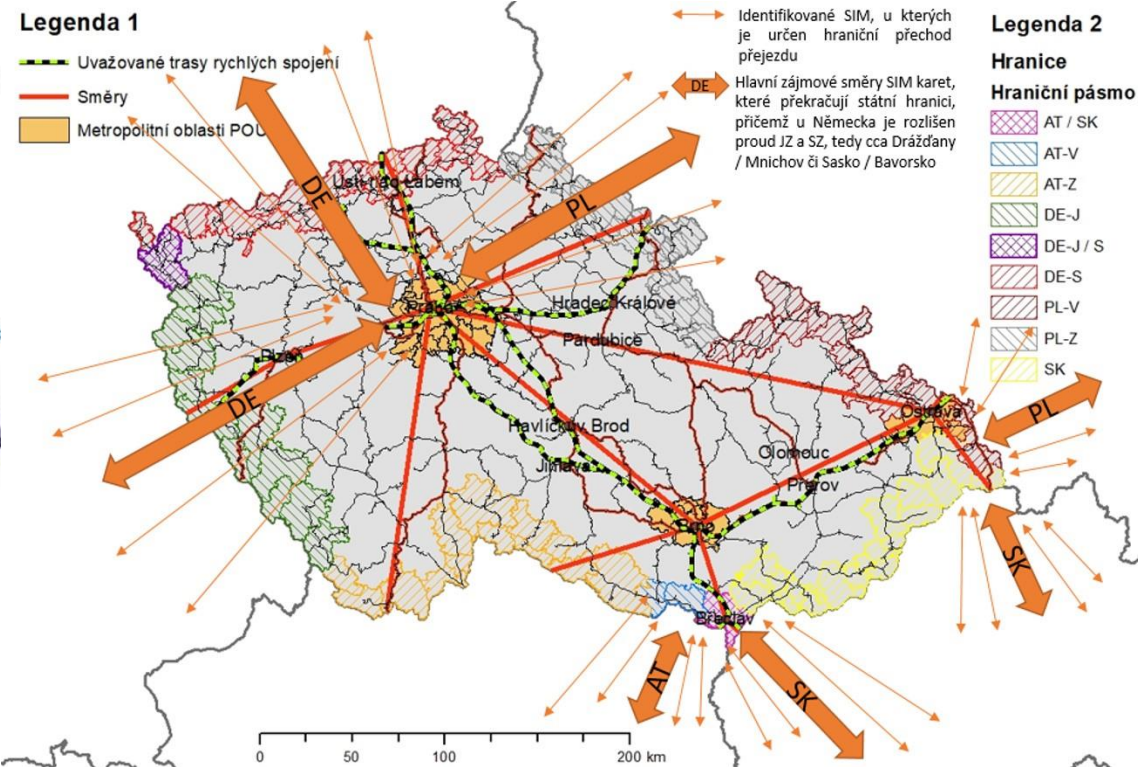 Legenda 1
Uvažované trasy rychlých spojení
Směry
Metropolitní oblasti POU
Identifikované SIM, u kterých
je určen hraniční přechod
přejezdu
DE
Hlavní zájmové směry SIM karet,
které překračují státní hranici,
přičemž u Německa je rozlišen
proud JZ a SZ, tedy cca Drážďany
/ Mnichov či Sasko / Bavorsko
Legenda 2
Hranice
Hraniční pásmo
AT / SK
AT-V
AT-Z
DE-J
DE-J / S
DE-S
PL-V
PL-Z
SK
DE
Ústí nad Labem
PL
Praha
Hradec Králové
Pardubice
Plzeň
DE
Havlíčkův Brod
Jihlava
Olomouc
Přerov
Ostrava
PL
Brno
SK
Břeclav
AT
SK
0 50 100 200 km